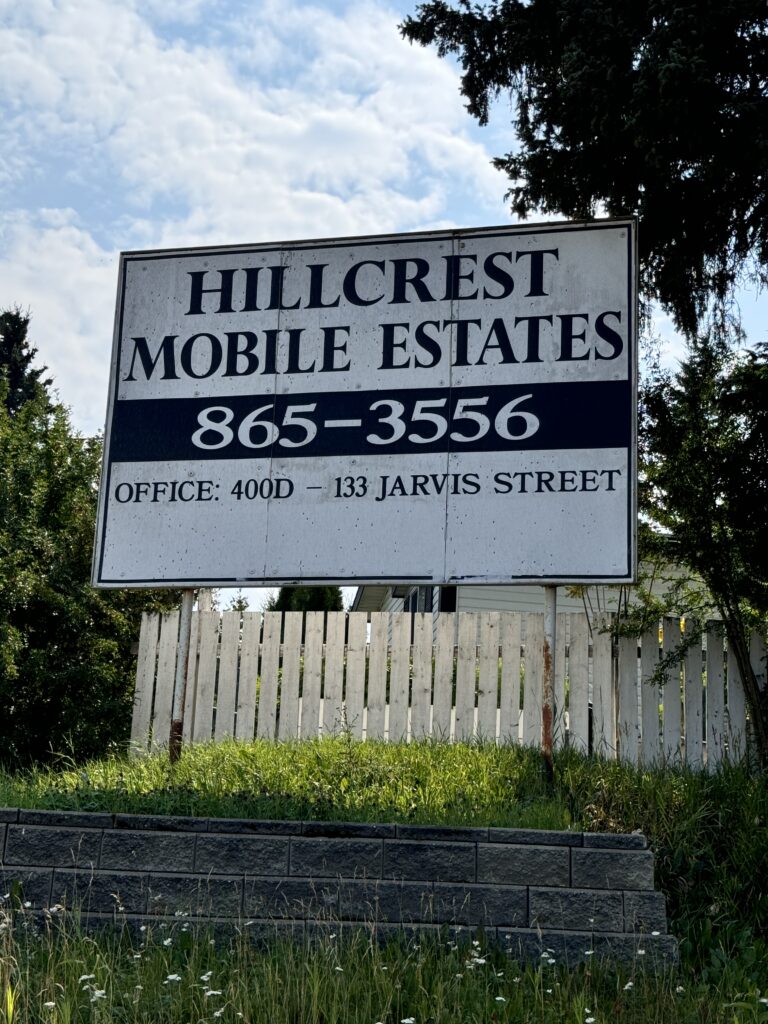 HILLCREST
MOBILE ESTATES
865-3556
OFFICE: 400D - 133 JARVIS STREET